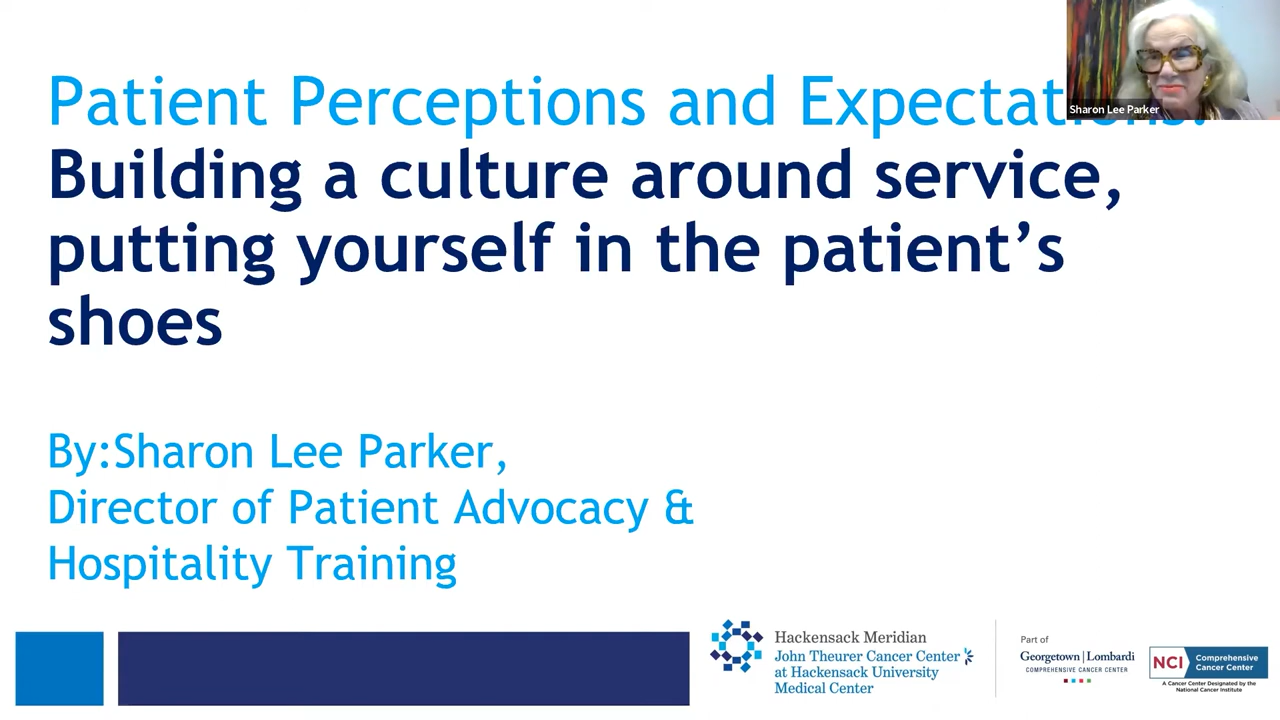 Patient Perceptions and Expectations:
Building a culture around service,
putting yourself in the patient's
shoes
Sharon Lee Parker
By:Sharon Lee Parker,
Director of Patient Advocacy &
Hospitality Training
Hackensack Meridian
John Theurer Cancer Center
at Hackensack University
Medical Center
Part of
Georgetown | Lombardi
COMPREHENSIVE CANCER CENTER
NCI Comprehensive
Cancer Center
A Cancer Center Designated by the
National Cancer Institute